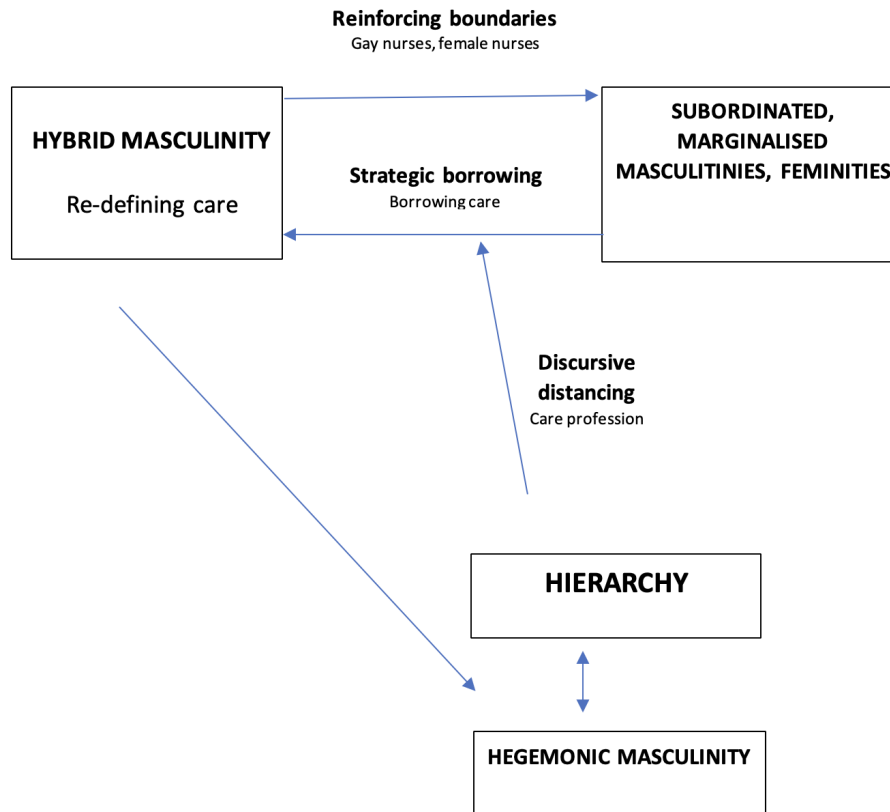 Reinforcing boundaries
Gay nurses, female nurses
HYBRID MASCULINITY
Re-defining care
SUBORDINATED,
MARGINALISED
MASCULITINIES, FEMINITIES
Strategic borrowing
Borrowing care
Discursive
distancing
Care profession
HIERARCHY
HEGEMONIC MASCULINITY